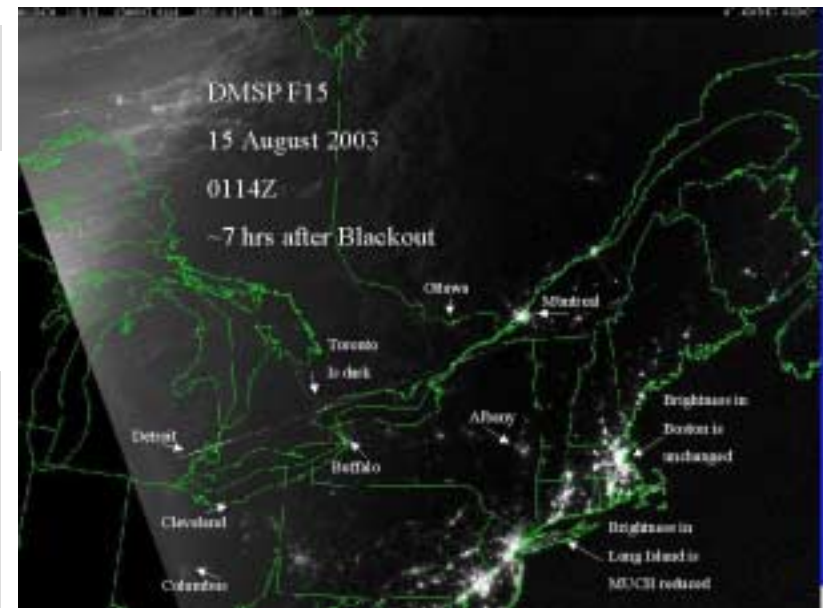 DMSP F15
15 August 2003
0114Z
~7 hrs after Blackout
Ottawa
Montreal
Toronto
Is dark
Detroit
Buffalo
Albany
Brightness in
Boston is
unchanged
Cleveland
Columbus
Brightness in
Long Island is
MUCH reduced